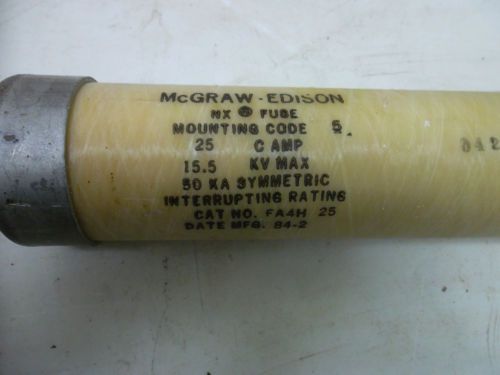 McGRAW-EDISON
NX ® FUSE
MOUNTING CODE 5
25 C AMP
15.5 KV MAX
50 KA SYMMETRIC
INTERRUPTING RATING
CAT NO. FA4H 25
DATE MFG. 84-2
842